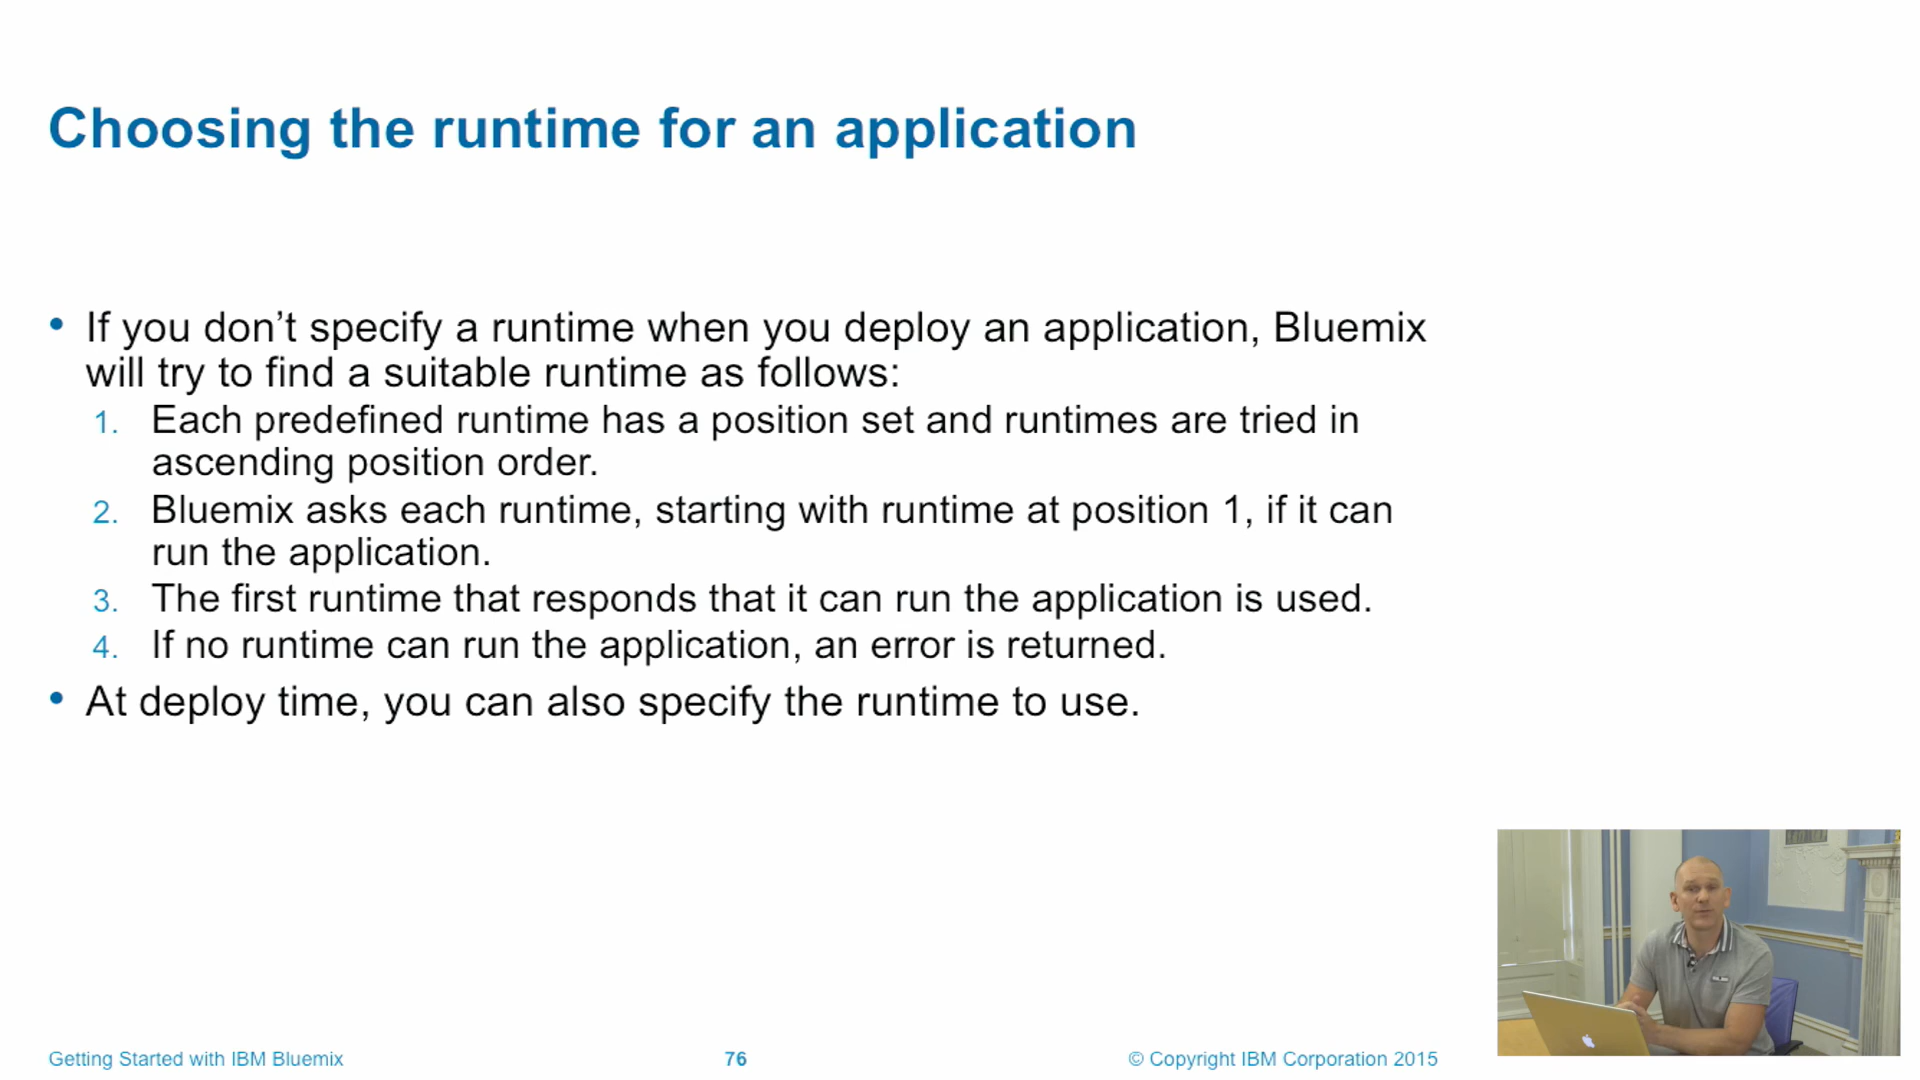 Choosing the runtime for an application
• If you don’t specify a runtime when you deploy an application, Bluemix
will try to find a suitable runtime as follows:
1. Each predefined runtime has a position set and runtimes are tried in
ascending position order.
2. Bluemix asks each runtime, starting with runtime at position 1, if it can
run the application.
3. The first runtime that responds that it can run the application is used.
4. If no runtime can run the application, an error is returned.
• At deploy time, you can also specify the runtime to use.
Getting Started with IBM Bluemix
76
© Copyright IBM Corporation 2015